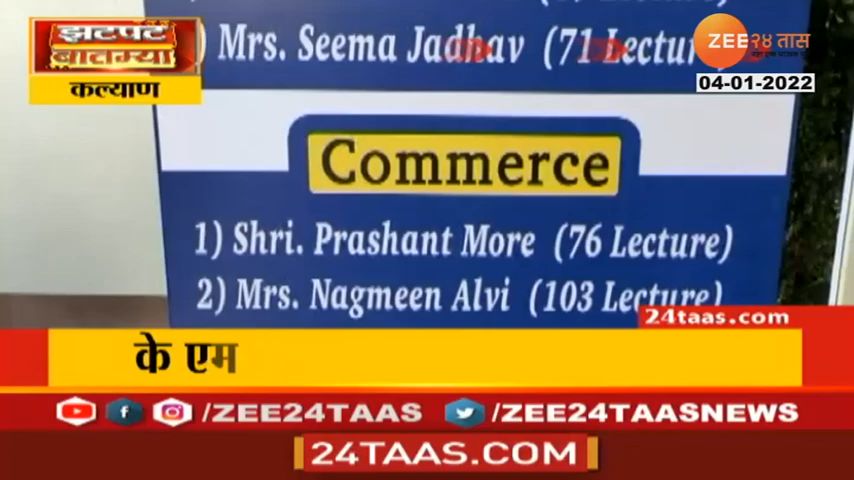 झटपट
बातम्या
कल्याण
Mrs. Seema Jadhav (71 Lectur
ZEE २४ तास
04-01-2022
Commerce
1) Shri. Prashant More (76 Lecture)
2) Mrs. Nagmeen Alvi (103 Lecture)
24taas.com
के एम
/ZEE24TAAS
/ZEE24TAASNEWS
24TAAS.COM